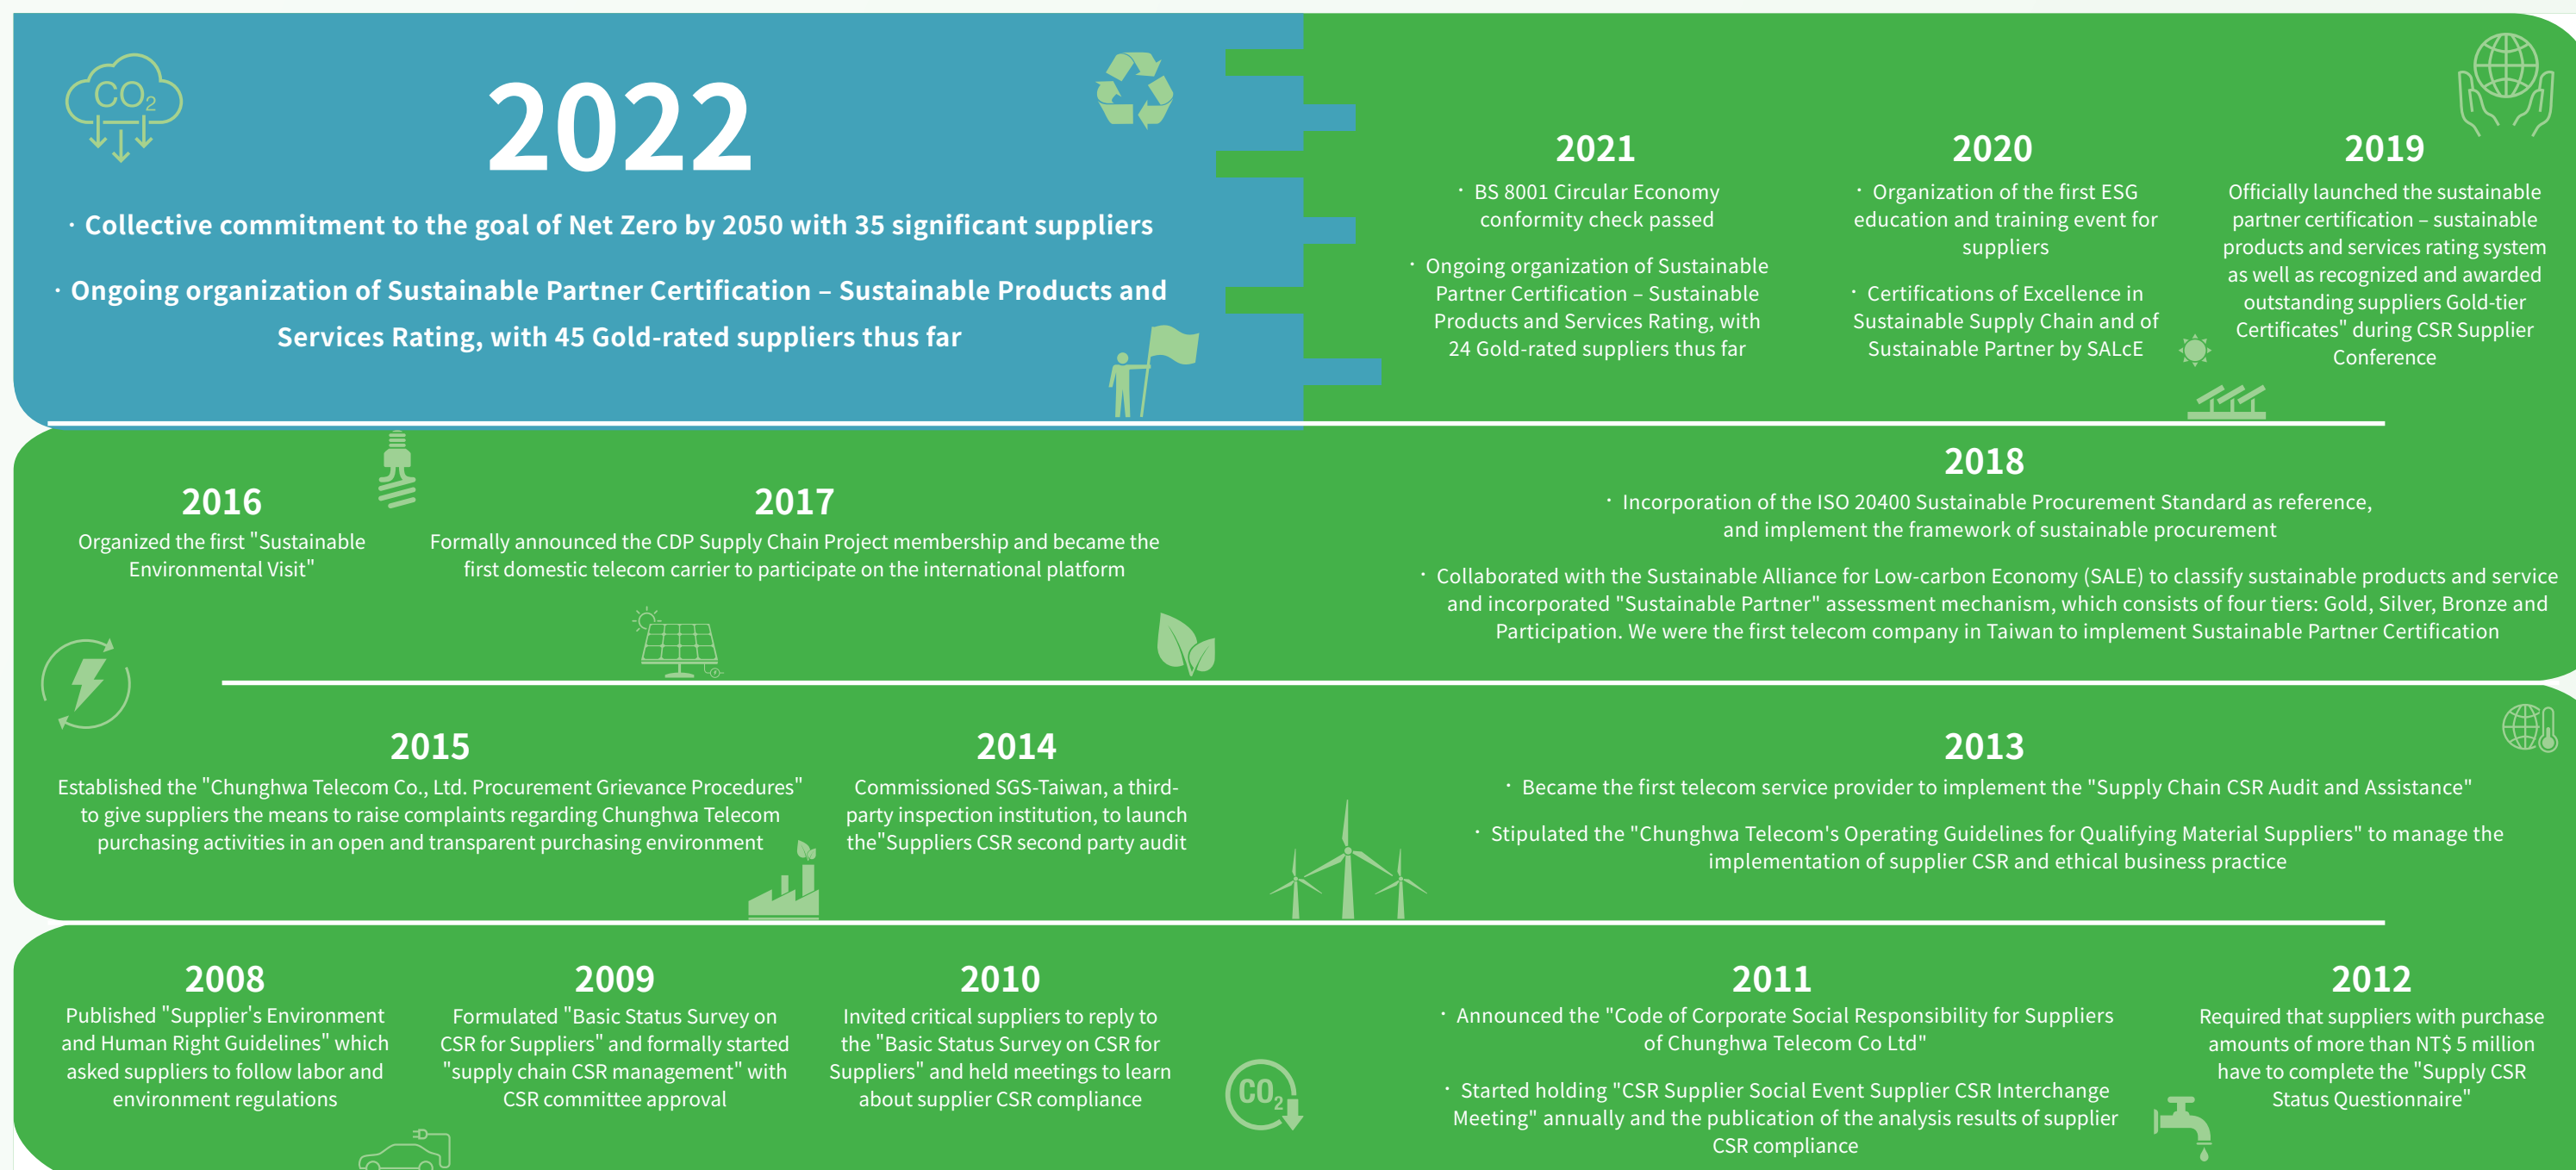 CO2
2022
· Collective commitment to the goal of Net Zero by 2050 with 35 significant suppliers
· Ongoing organization of Sustainable Partner Certification – Sustainable Products and
Services Rating, with 45 Gold-rated suppliers thus far
2021
· BS 8001 Circular Economy
conformity check passed
· Ongoing organization of Sustainable
Partner Certification – Sustainable
Products and Services Rating, with
24 Gold-rated suppliers thus far
2020
· Organization of the first ESG
education and training event for
suppliers
· Certifications of Excellence in
Sustainable Supply Chain and of
Sustainable Partner by SALcE
2019
Officially launched the sustainable
partner certification – sustainable
products and services rating system
as well as recognized and awarded
outstanding suppliers Gold-tier
Certificates" during CSR Supplier
Conference
2016
Organized the first "Sustainable
Environmental Visit"
2017
Formally announced the CDP Supply Chain Project membership and became the
first domestic telecom carrier to participate on the international platform
2018
· Incorporation of the ISO 20400 Sustainable Procurement Standard as reference,
and implement the framework of sustainable procurement
· Collaborated with the Sustainable Alliance for Low-carbon Economy (SALE) to classify sustainable products and service
and incorporated "Sustainable Partner" assessment mechanism, which consists of four tiers: Gold, Silver, Bronze and
Participation. We were the first telecom company in Taiwan to implement Sustainable Partner Certification
2015
Established the "Chunghwa Telecom Co., Ltd. Procurement Grievance Procedures"
to give suppliers the means to raise complaints regarding Chunghwa Telecom
purchasing activities in an open and transparent purchasing environment
2014
Commissioned SGS-Taiwan, a third-
party inspection institution, to launch
the"Suppliers CSR second party audit
2013
· Became the first telecom service provider to implement the "Supply Chain CSR Audit and Assistance"
· Stipulated the "Chunghwa Telecom's Operating Guidelines for Qualifying Material Suppliers" to manage the
implementation of supplier CSR and ethical business practice
2008
Published "Supplier's Environment
and Human Right Guidelines" which
asked suppliers to follow labor and
environment regulations
2009
Formulated "Basic Status Survey on
CSR for Suppliers" and formally started
"supply chain CSR management" with
CSR committee approval
2010
Invited critical suppliers to reply to
the "Basic Status Survey on CSR for
Suppliers" and held meetings to learn
about supplier CSR compliance
CO2
2011
· Announced the "Code of Corporate Social Responsibility for Suppliers
of Chunghwa Telecom Co Ltd"
· Started holding "CSR Supplier Social Event Supplier CSR Interchange
Meeting" annually and the publication of the analysis results of supplier
CSR compliance
2012
Required that suppliers with purchase
amounts of more than NT$ 5 million
have to complete the "Supply CSR
Status Questionnaire"